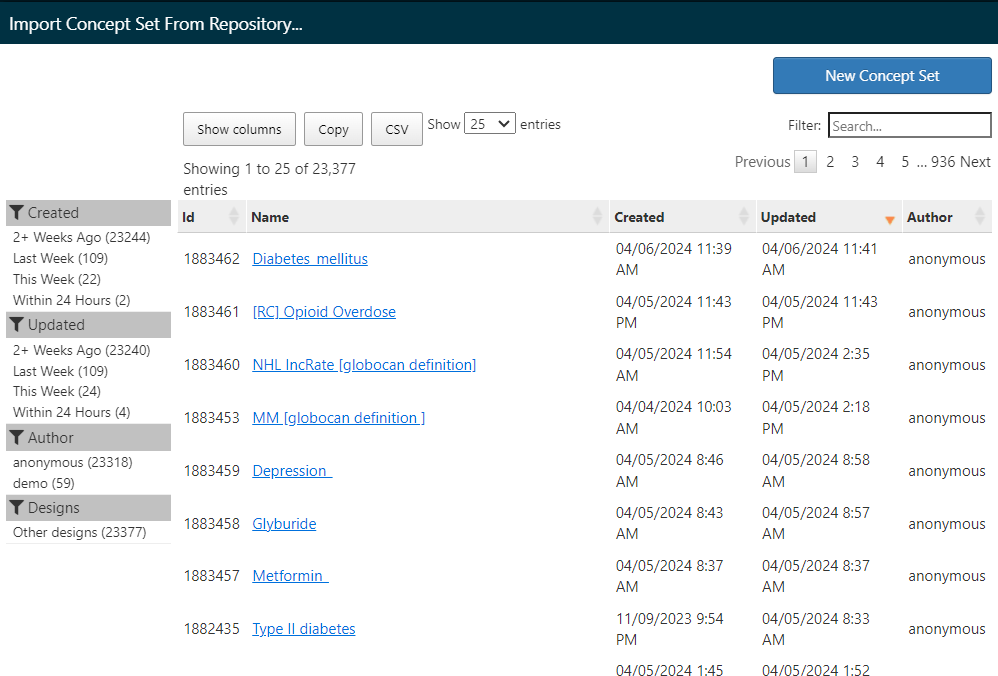 Import Concept Set From Repository...
New Concept Set
Show columns Copy CSV Show 25 entries Filter: Search...
Showing 1 to 25 of 23,377
entries
Previous 1 2 3 4 5 ... 936 Next
Created
2+ Weeks Ago (23244)
Last Week (109)
This Week (22)
Within 24 Hours (2)
Updated
2+ Weeks Ago (23240)
Last Week (109)
This Week (24)
Within 24 Hours (4)
Author
anonymous (23318)
demo (59)
Designs
Other designs (23377)
Id Name Created Updated Author
1883462 Diabetes mellitus 04/06/2024 11:39 AM 04/06/2024 11:41 AM anonymous
1883461 [RC] Opioid Overdose 04/05/2024 11:43 PM 04/05/2024 11:43 PM anonymous
1883460 NHL IncRate [globocan definition] 04/05/2024 11:54 AM 04/05/2024 2:35 PM anonymous
1883453 MM [globocan definition ] 04/04/2024 10:03 AM 04/05/2024 2:18 PM anonymous
1883459 Depression 04/05/2024 8:46 AM 04/05/2024 8:58 AM anonymous
1883458 Glyburide 04/05/2024 8:43 AM 04/05/2024 8:57 AM anonymous
1883457 Metformin 04/05/2024 8:37 AM 04/05/2024 8:37 AM anonymous
1882435 Type II diabetes 11/09/2023 9:54 PM 04/05/2024 8:33 AM anonymous
04/05/2024 1:45 04/05/2024 1:52